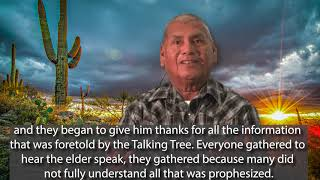 and they began to give him thanks for all the information
that was foretold by the Talking Tree. Everyone gathered to
hear the elder speak, they gathered because many did
not fully understand all that was prophesized.